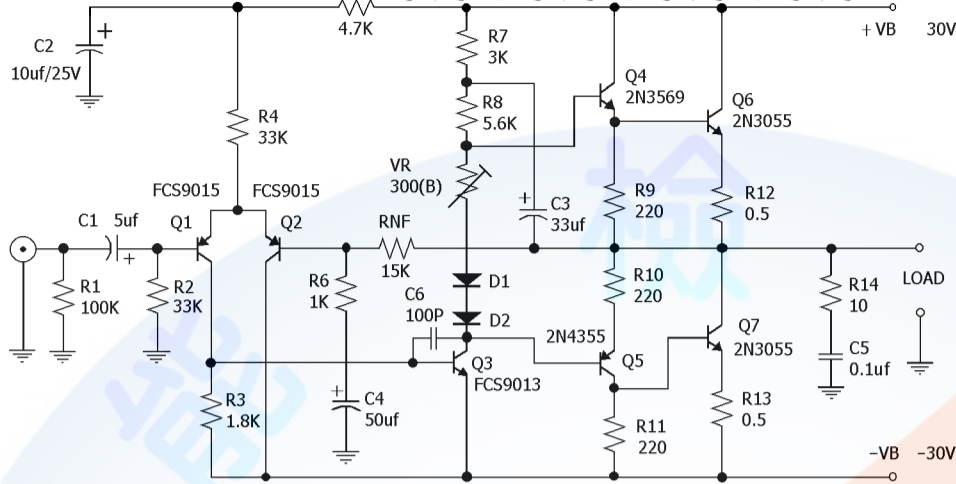 4.7K
+
C2
10uf/25V
R7
3K
+VB 30V
R4
33K
R8
5.6K
Q4
2N3569
Q6
2N3055
VR
300(B)
FCS9015 FCS9015
C1 5uf
Q1
Q2
+
RNF
15K
+
C3
33uf
R9
220
R12
0.5
R1
100K
R2
33K
R6
1K
C6
100P
D1
D2
R10
220
R14
10
LOAD
2N4355
Q5
Q7
2N3055
Q3
FCS9013
C5
0.1uf
R3
1.8K
+
C4
50uf
R11
220
R13
0.5
-VB -30V